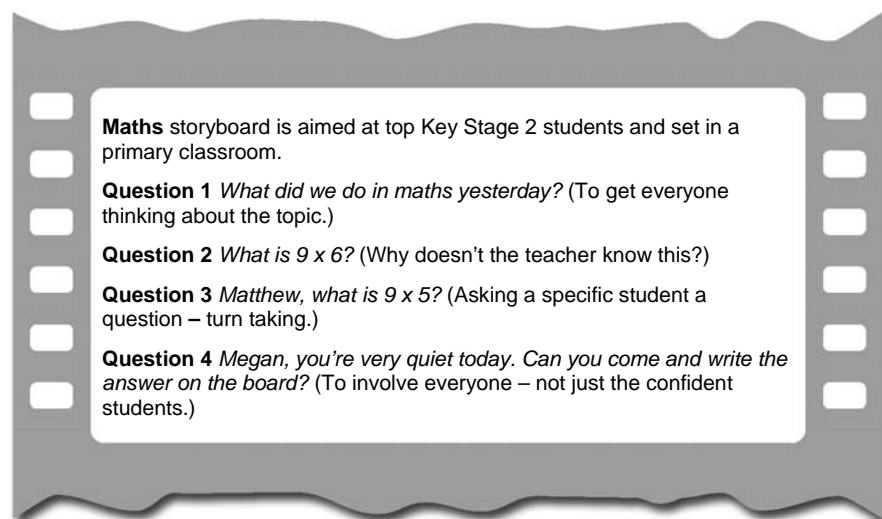 Maths storyboard is aimed at top Key Stage 2 students and set in a
primary classroom.
Question 1 What did we do in maths yesterday? (To get everyone
thinking about the topic.)
Question 2 What is 9 x 6? (Why doesn’t the teacher know this?)
Question 3 Matthew, what is 9 x 5? (Asking a specific student a
question – turn taking.)
Question 4 Megan, you’re very quiet today. Can you come and write the
answer on the board? (To involve everyone – not just the confident
students.)